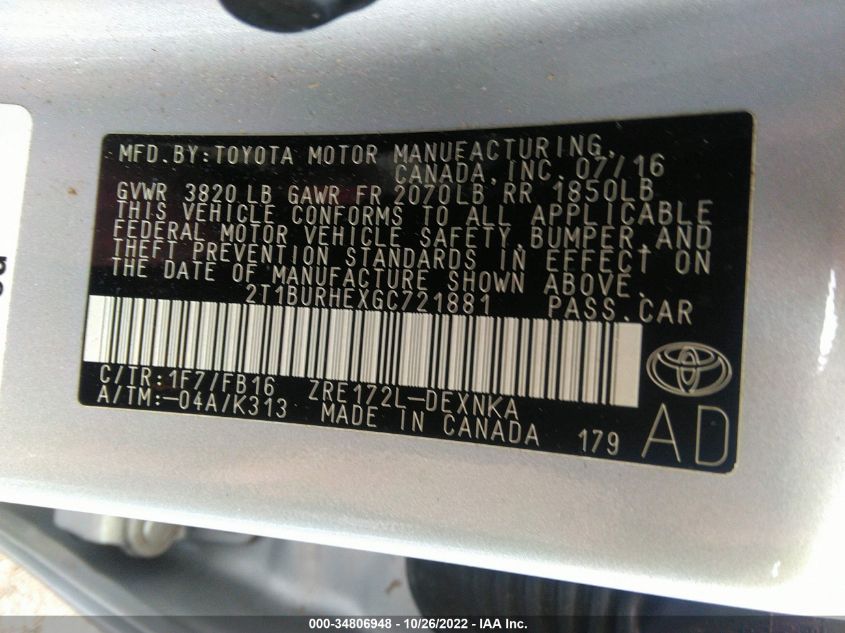 MFD.BY:TOYOTA MOTOR MANUFACTURING,
CANADA,INC. 07/16
GVWR 3820 LB GAWR FR 2070LB RR 1850LB
THIS VEHICLE CONFORMS TO ALL APPLICABLE
FEDERAL MOTOR VEHICLE SAFETY,BUMPER,AND
THEFT PREVENTION STANDARDS IN EFFECT ON
THE DATE OF MANUFACTURE SHOWN ABOVE.
2T1BURHEXGC721881 PASS.CAR
C/TR:1F7/FB16 ZRE172L-DEXNKA
A/TM:-04A/K313 MADE IN CANADA 179 AD
000-34806948 - 10/26/2022 - IAA Inc.